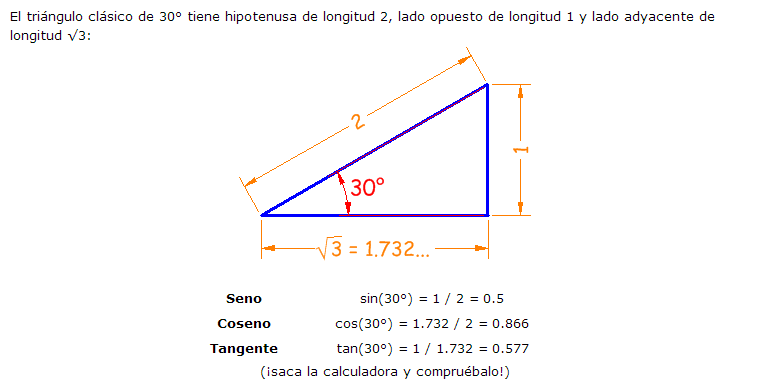 El triángulo clásico de 30° tiene hipotenusa de longitud 2, lado opuesto de longitud 1 y lado adyacente de
longitud √3:
2
1
30°
√3 = 1.732...
Seno sin(30°) = 1 / 2 = 0.5
Coseno cos(30°) = 1.732 / 2 = 0.866
Tangente tan(30°) = 1 / 1.732 = 0.577
(¡saca la calculadora y compruébalo!)